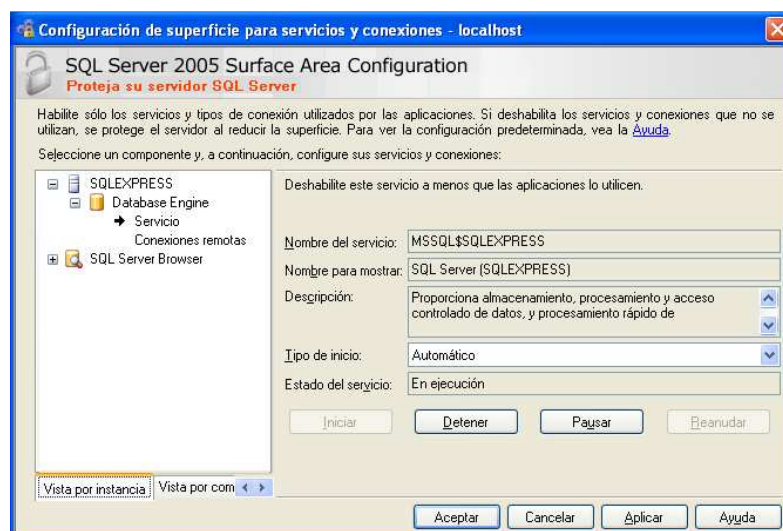 Configuración de superficie para servicios y conexiones - localhost
SQL Server 2005 Surface Area Configuration
Proteja su servidor SQL Server
Habilite sólo los servicios y tipos de conexión utilizados por las aplicaciones. Si deshabilita los servicios y conexiones que no se
utilizan, se protege el servidor al reducir la superficie. Para ver la configuración predeterminada, vea la Ayuda.
Seleccione un componente y, a continuación, configure sus servicios y conexiones:
SQLEXPRESS
Database Engine
Servicio
Conexiones remotas
SQL Server Browser
Vista por instancia
Vista por com
Deshabilite este servicio a menos que las aplicaciones lo utilicen.
Nombre del servicio: MSSQL$SQLEXPRESS
Nombre para mostrar: SQL Server (SQLEXPRESS)
Descripción: Proporciona almacenamiento, procesamiento y acceso
controlado de datos, y procesamiento rápido de
Tipo de inicio: Automático
Estado del servicio: En ejecución
Iniciar
Detener
Pausar
Reanudar
Aceptar
Cancelar
Aplicar
Ayuda